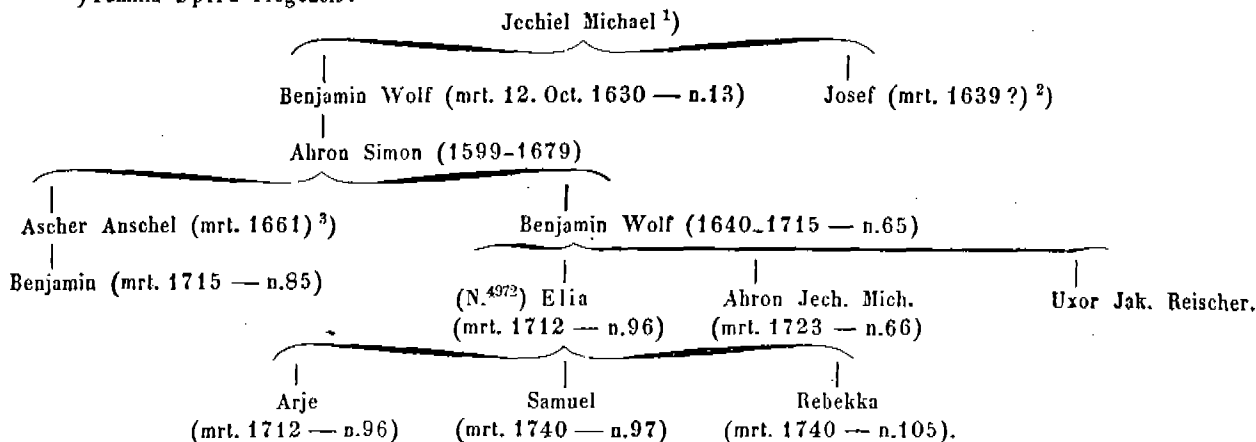 Familia Spira
Jechiel Michael ¹)
Benjamin Wolf (mrt. 12. Oct. 1630 — n.13) Josef (mrt. 1639?) ²)
Ahron Simon (1599-1679)
Ascher Anschel (mrt. 1661) ³) Benjamin Wolf (1640-1715 — n.65)
Benjamin (mrt. 1715 — n.85)
(N.⁴⁹⁷²) Elia Ahron Jech. Mich. Uxor Jak. Reischer.
(mrt. 1712 — n.96) (mrt. 1723 — n.66)
Arje Samuel Rebekka
(mrt. 1712 — n.96) (mrt. 1740 — n.97) (mrt. 1740 — n.105).